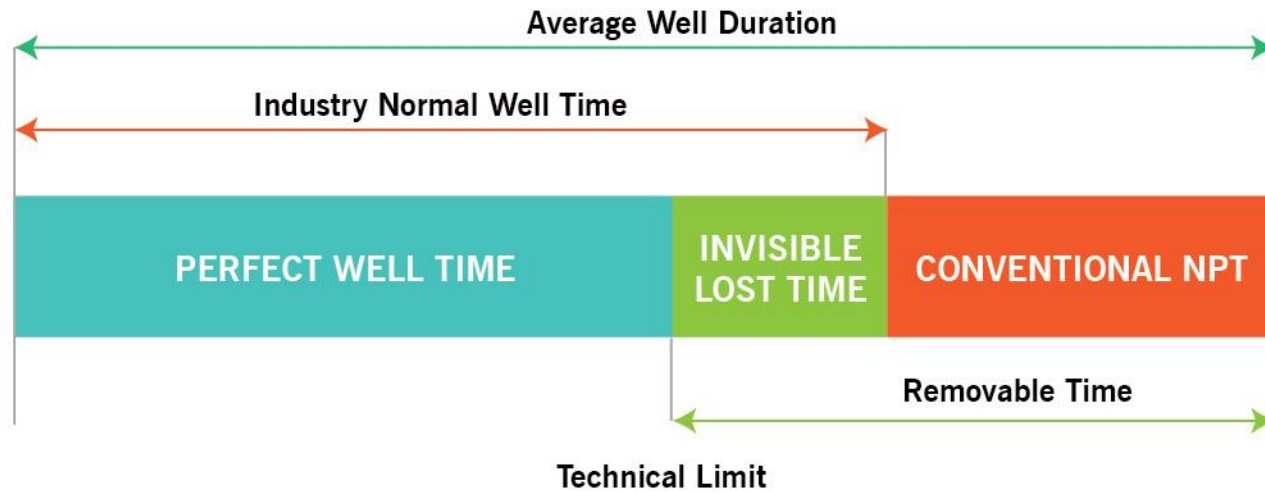 Average Well Duration
Industry Normal Well Time
PERFECT WELL TIME
INVISIBLE
LOST TIME
CONVENTIONAL NPT
Removable Time
Technical Limit